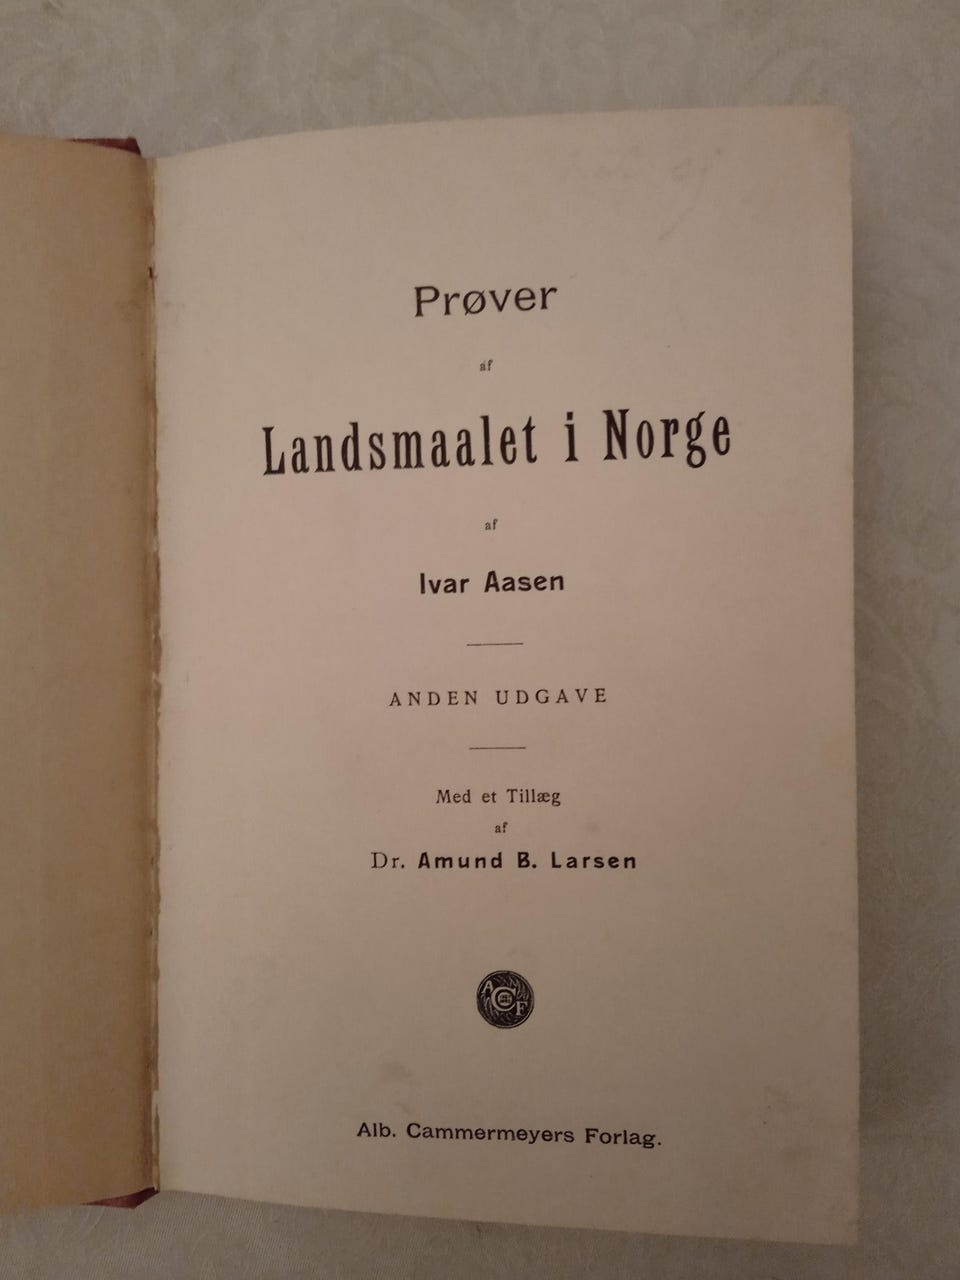 Prøver
af
Landsmaalet i Norge
af
Ivar Aasen
ANDEN UDGAVE
Med et Tillæg
af
Dr. Amund B. Larsen
A C F
Alb. Cammermeyers Forlag.